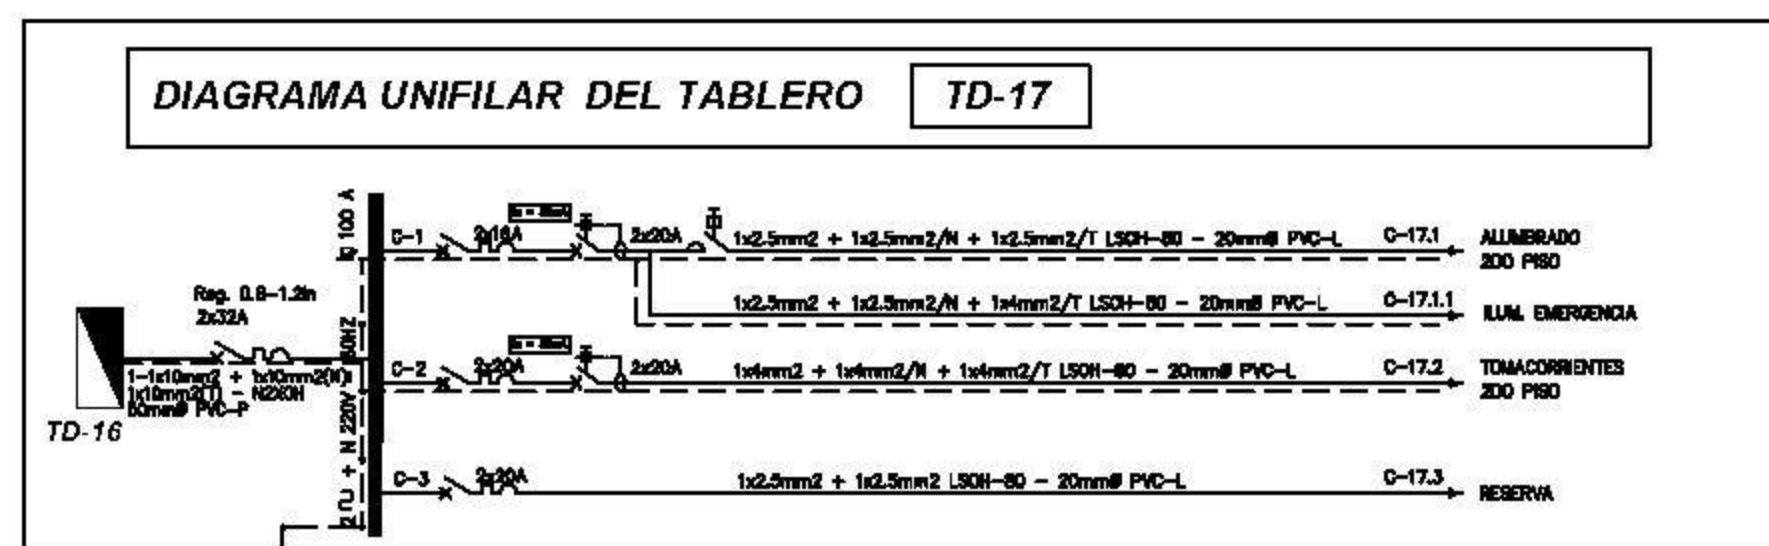 DIAGRAMA UNIFILAR DEL TABLERO TD-17
100 A
C-1 2x16A 2x20A 1x2.5mm2 + 1x2.5mm2/N + 1x2.5mm2/T LSOH-80 - 20mmØ PVC-L C-17.1 ALUMBRADO
2DO PISO
Reg. 0.8-1.2In
2x32A
1x2.5mm2 + 1x2.5mm2/N + 1x4mm2/T LSOH-80 - 20mmØ PVC-L C-17.1.1 ILUM. EMERGENCIA
60HZ
C-2 2x20A 2x20A 1x4mm2 + 1x4mm2/N + 1x4mm2/T LSOH-80 - 20mmØ PVC-L C-17.2 TOMACORRIENTES
2DO PISO
1-1x10mm2 + 1x10mm2(N)
1x10mm2(T) - N2XOH
PVC-P
TD-16
+ N 220V
C-3 2x20A 1x2.5mm2 + 1x2.5mm2 LSOH-80 - 20mmØ PVC-L C-17.3 RESERVA